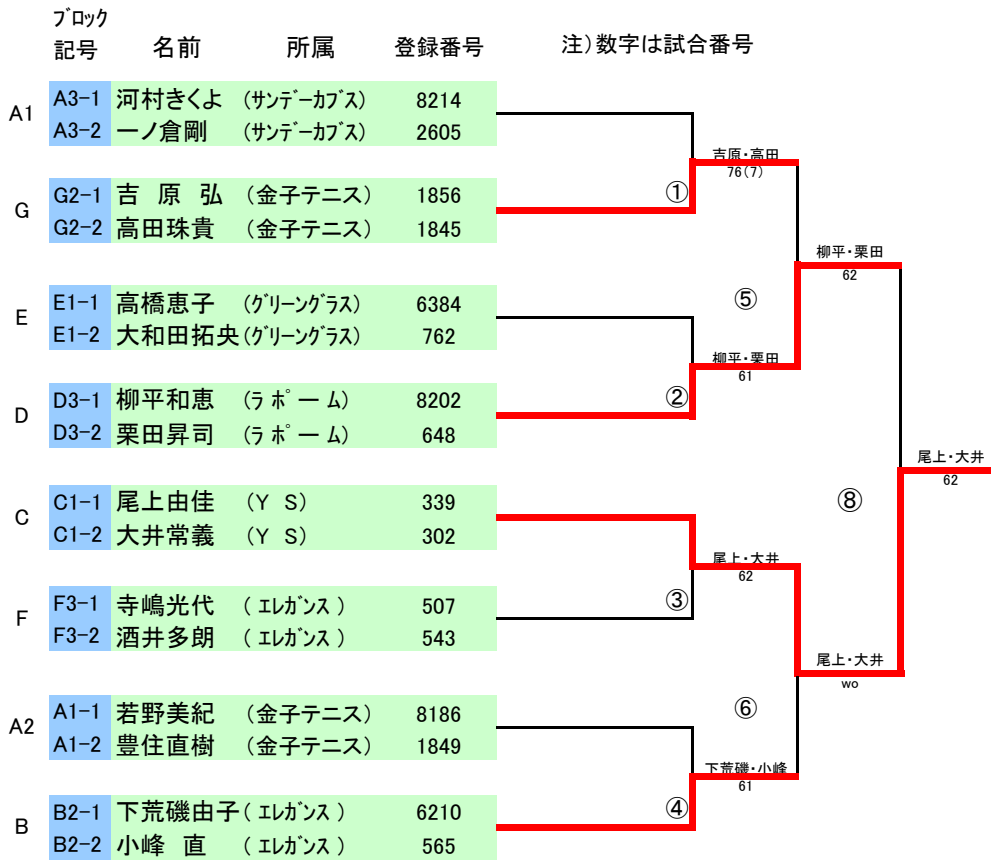 ブロック
記号 名前 所属 登録番号 注）数字は試合番号
A1
A3-1 河村きくよ (サンデーカブス) 8214
A3-2 一ノ倉剛 (サンデーカブス) 2605
吉原・高田
76(7)
①
G
G2-1 吉 原 弘 (金子テニス) 1856
G2-2 高田珠貴 (金子テニス) 1845
柳平・栗田
62
⑤
E
E1-1 高橋恵子 (グリーングラス) 6384
E1-2 大和田拓央 (グリーングラス) 762
柳平・栗田
61
②
D
D3-1 柳平和恵 (ラ ポ ー ム) 8202
D3-2 栗田昇司 (ラ ポ ー ム) 648
尾上・大井
62
⑧
C
C1-1 尾上由佳 (Y S) 339
C1-2 大井常義 (Y S) 302
尾上・大井
62
③
F
F3-1 寺嶋光代 ( エレガンス ) 507
F3-2 酒井多朗 ( エレガンス ) 543
尾上・大井
wo
⑥
A2
A1-1 若野美紀 (金子テニス) 8186
A1-2 豊住直樹 (金子テニス) 1849
下荒磯・小峰
61
④
B
B2-1 下荒磯由子 ( エレガンス ) 6210
B2-2 小峰 直 ( エレガンス ) 565